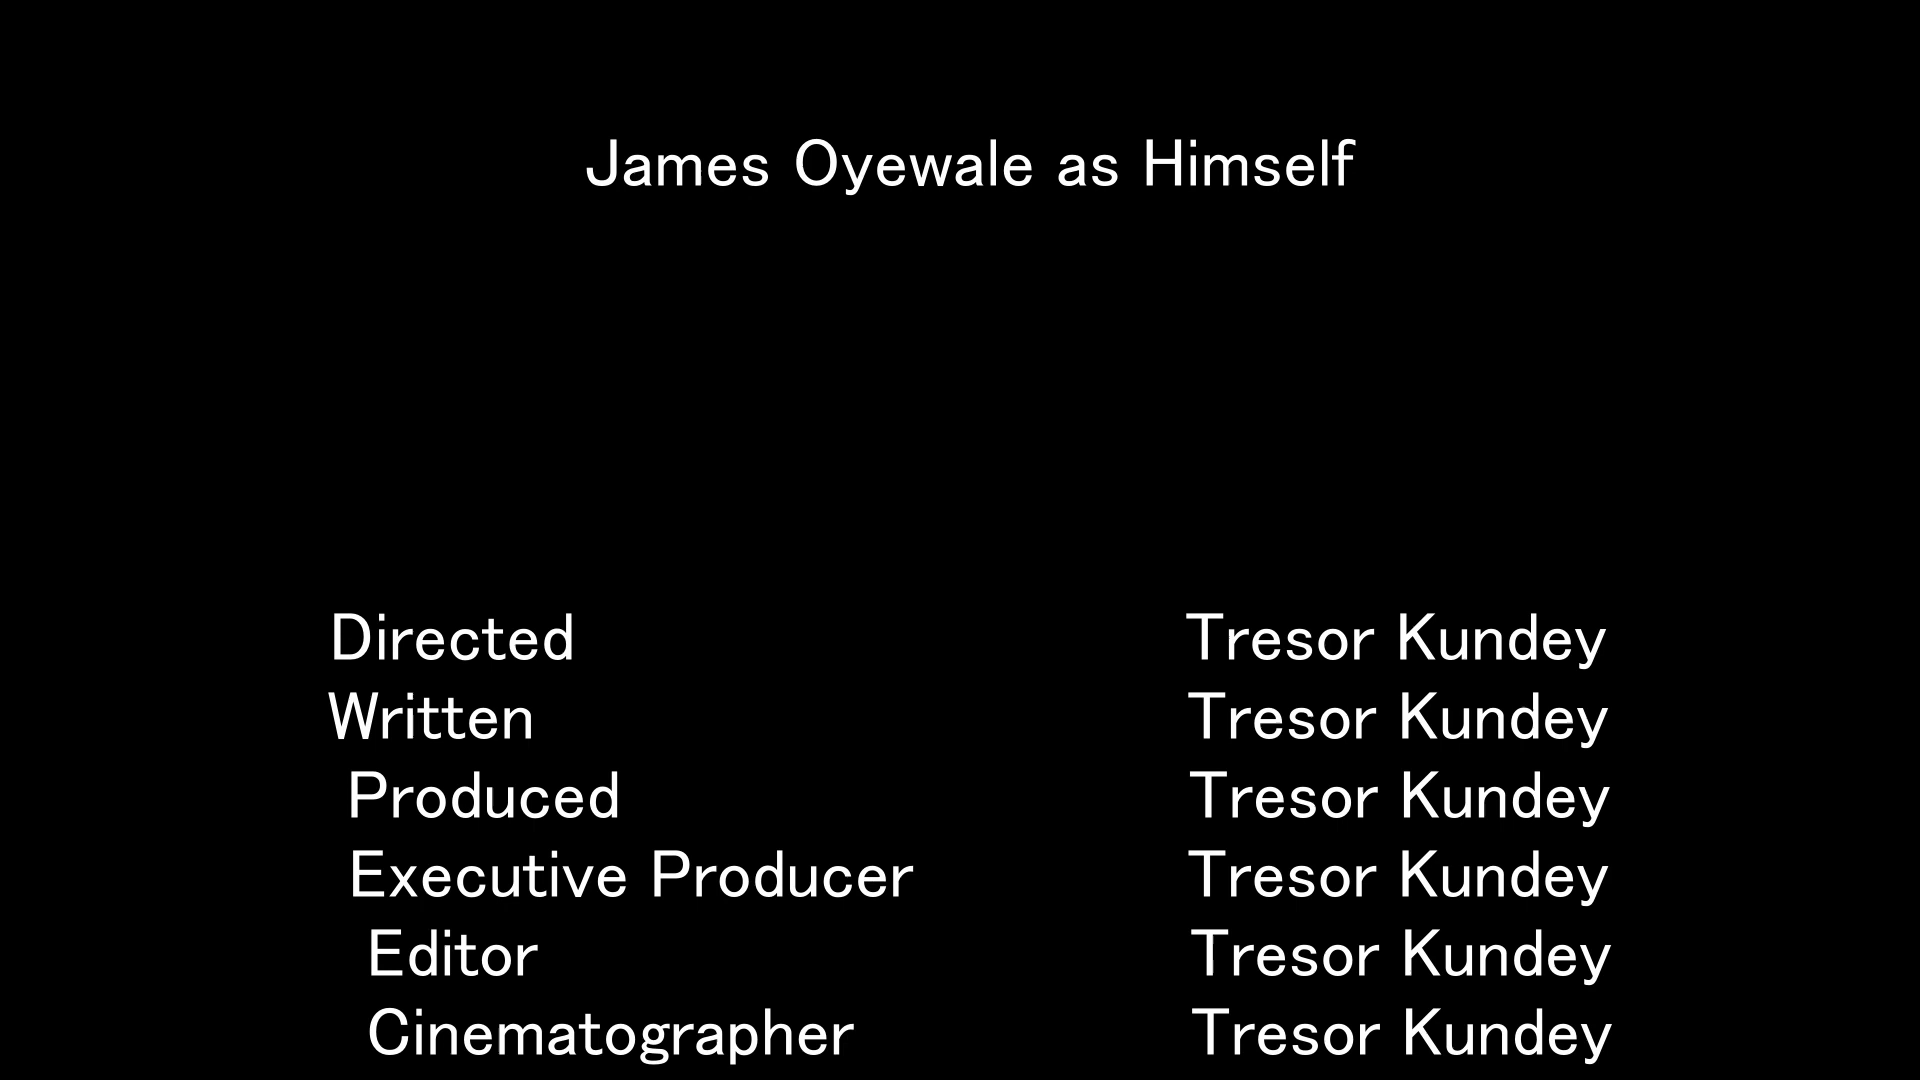 James Oyewale as Himself
Directed Tresor Kundey
Written Tresor Kundey
Produced Tresor Kundey
Executive Producer Tresor Kundey
Editor Tresor Kundey
Cinematographer Tresor Kundey